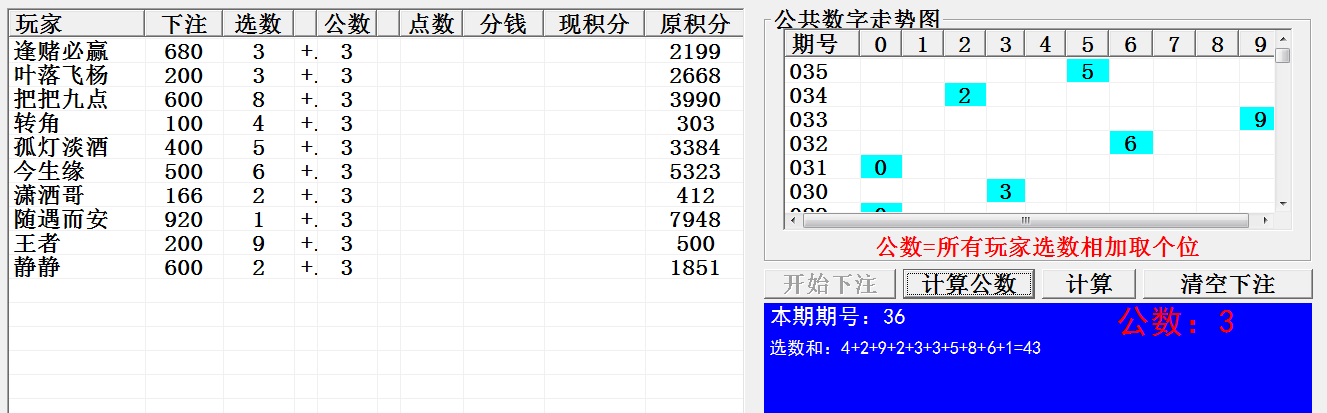 玩家 下注 选数 公数 点数 分钱 现积分 原积分
逢赌必赢 680 3 +. 3 2199
叶落飞杨 200 3 +. 3 2668
把把九点 600 8 +. 3 3990
转角 100 4 +. 3 303
孤灯淡酒 400 5 +. 3 3384
今生缘 500 6 +. 3 5323
潇洒哥 166 2 +. 3 412
随遇而安 920 1 +. 3 7948
王者 200 9 +. 3 500
静静 600 2 +. 3 1851
公共数字走势图
期号 0 1 2 3 4 5 6 7 8 9
035 5
034 2
033 9
032 6
031 0
030 3
公数=所有玩家选数相加取个位
开始下注 计算公数 计算 清空下注
本期期号：36
公数：3
选数和：4+2+9+2+3+3+5+8+6+1=43